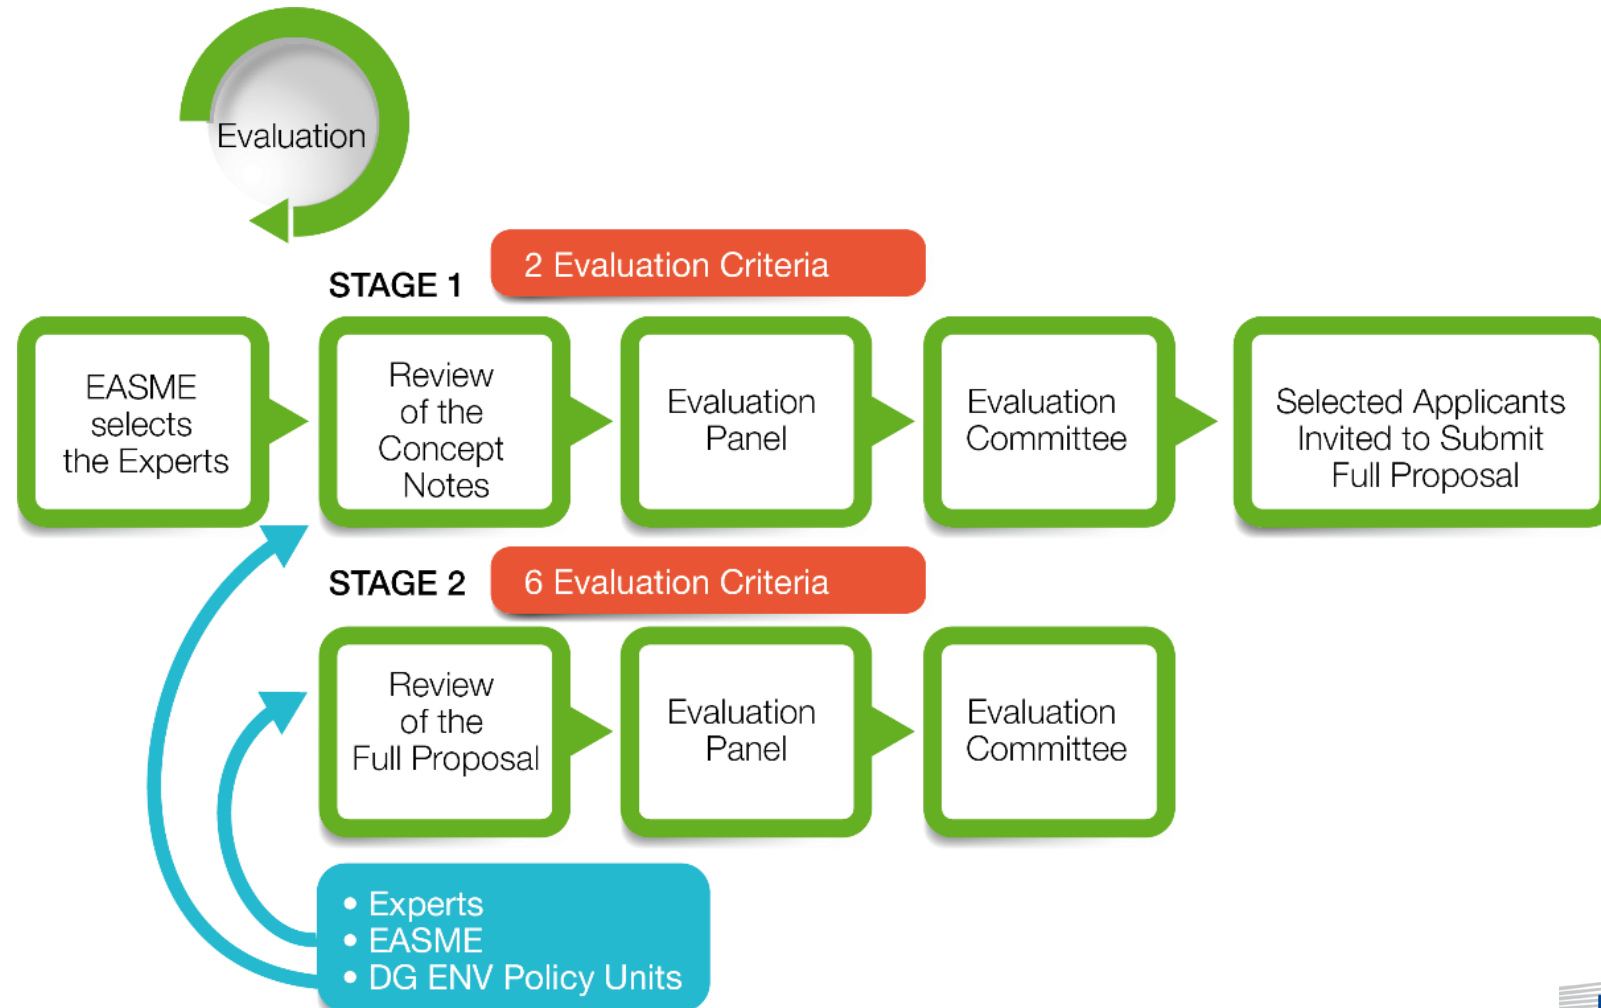 Evaluation
STAGE 1
2 Evaluation Criteria
EASME
selects
the Experts
Review
of the
Concept
Notes
Evaluation
Panel
Evaluation
Committee
Selected Applicants
Invited to Submit
Full Proposal
STAGE 2
6 Evaluation Criteria
Review
of the
Full Proposal
Evaluation
Panel
Evaluation
Committee
• Experts
• EASME
• DG ENV Policy Units